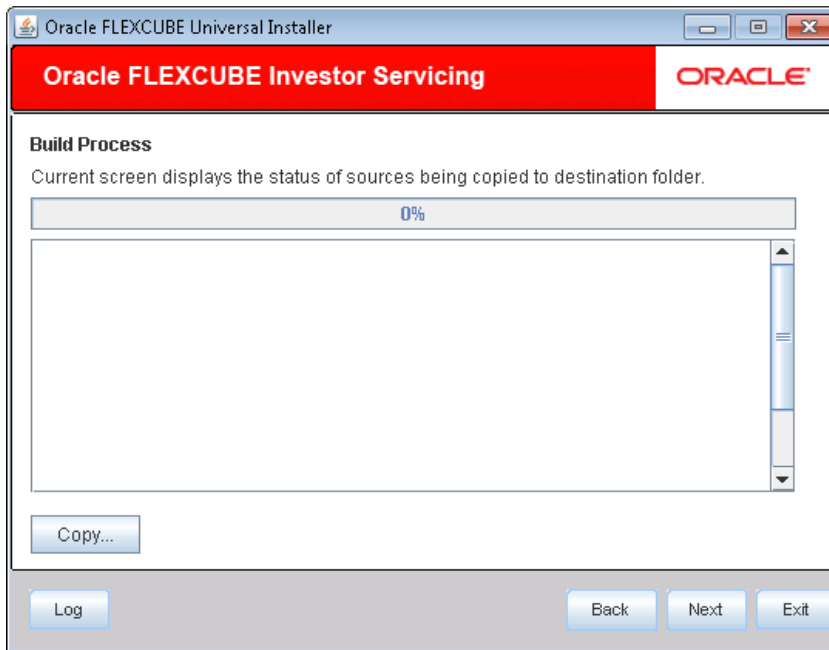 Oracle FLEXCUBE Universal Installer
Oracle FLEXCUBE Investor Servicing
ORACLE
Build Process
Current screen displays the status of sources being copied to destination folder.
0%
Copy...
Log
Back
Next
Exit